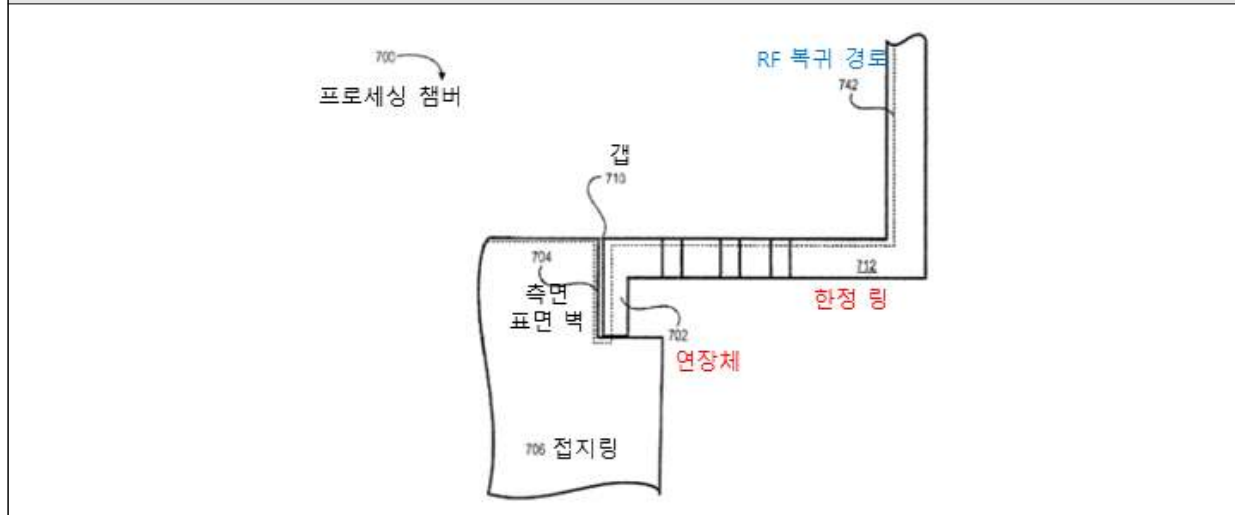 700
프로세싱 챔버
RF 복귀 경로
742
갭
710
704
측면
표면 벽
712
한정 링
702
연장체
706 접지링